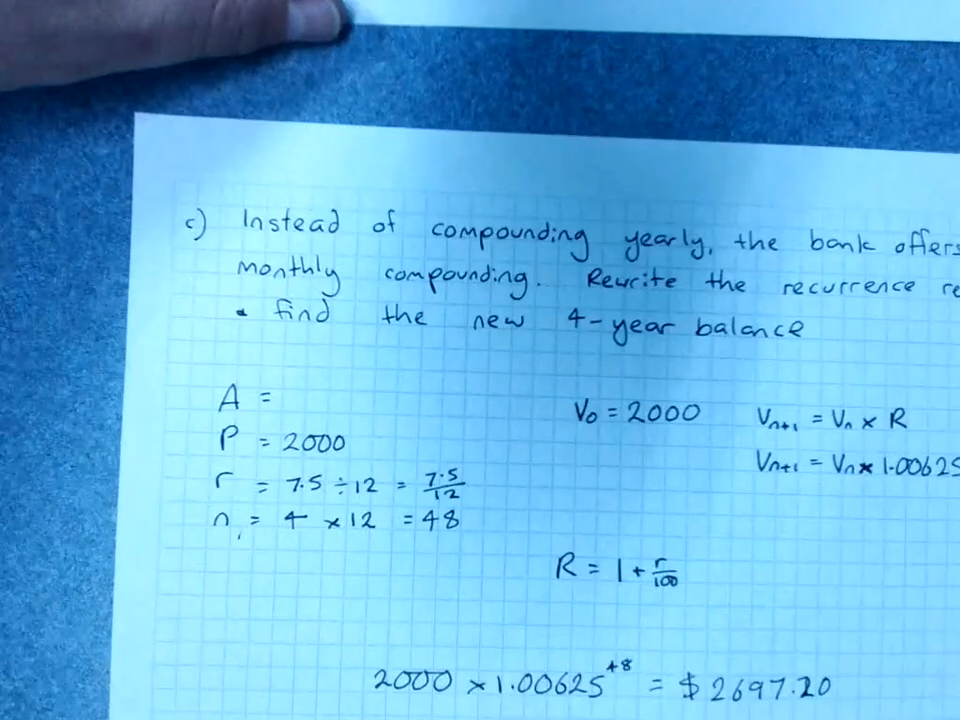 c) Instead of compounding yearly, the bank offers
monthly compounding. Rewrite the recurrence re
- find the new 4-year balance
A =
P = 2000
r = 7.5 ÷ 12 = 7.5/12
n = 4 × 12 = 48
V₀ = 2000
Vₙ₊₁ = Vₙ × R
Vₙ₊₁ = Vₙ × 1.00625
R = 1 + r/100
2000 × 1.00625⁴⁸ = $2697.20